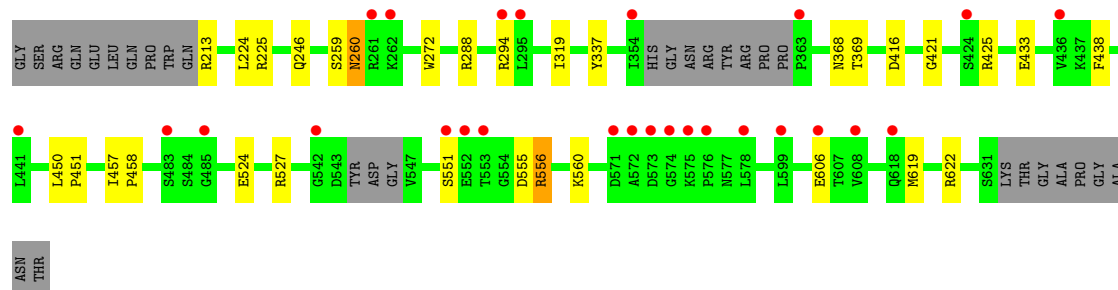 GLY SER ARG GLN GLU LEU GLN PRO TRP GLN R213 L224 R225 Q246 S259 N260 R261 K262 W272 R288 R294 L295 I319 Y337 I354 HIS GLY ASN ARG TYR ARG PRO PRO P363 N368 T369 D416 G421 S424 R425 E433 V436 K437 F438
L441 L450 P451 I457 P458 S483 S484 G485 E524 R527 G542 D543 TYR ASP GLY V547 S551 E552 T553 G554 D555 R556 K560 D571 A572 D573 G574 K575 P576 N577 L578 L599 E606 T607 V608 Q618 M619 R622 S631 LYS THR GLY ALA PRO GLY ALA
ASN THR